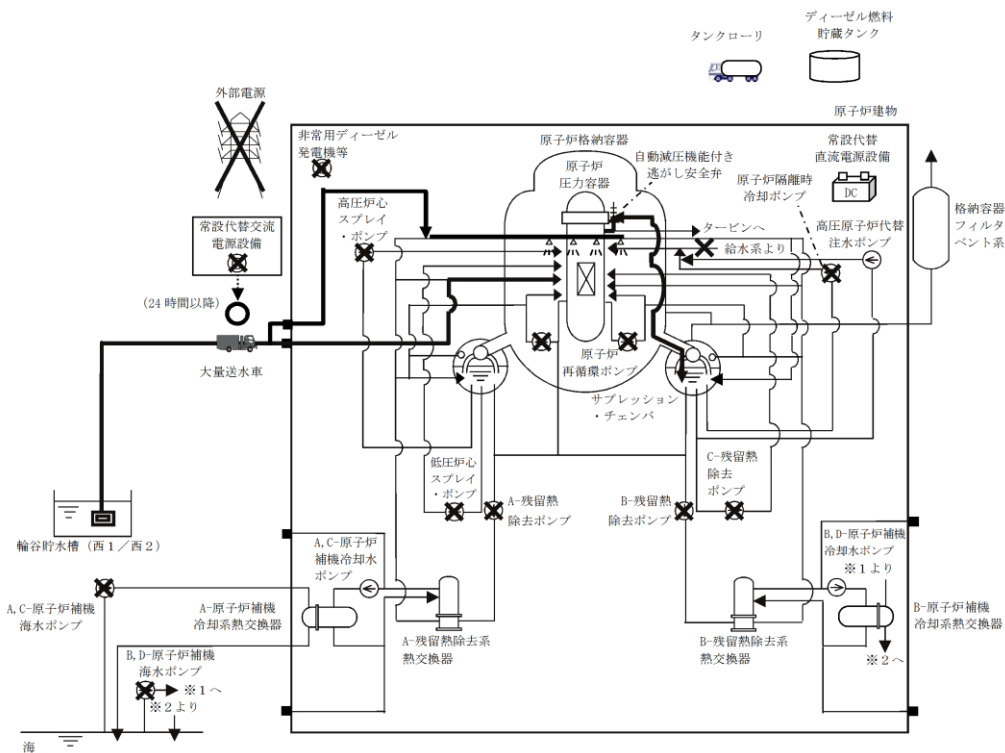 ディーゼル燃料
貯蔵タンク
タンクローリ
外部電源
原子炉建物
非常用ディーゼル
発電機等
原子炉格納容器
原子炉
圧力容器
自動減圧機能付き
逃がし安全弁
常設代替
直流電源設備
DC
原子炉隔離時
冷却ポンプ
高圧炉心
スプレイ
・ポンプ
タービンへ
給水系より
高圧原子炉代替
注水ポンプ
格納容器
フィルタ
ベント系
常設代替交流
電源設備
(24時間以降)
大量送水車
原子炉
再循環ポンプ
サプレッション
・チェンバ
低圧炉心
スプレイ・ポンプ
A-残留熱
除去ポンプ
B-残留熱
除去ポンプ
C-残留熱
除去
ポンプ
輪谷貯水槽(西1/西2)
A,C-原子炉
補機冷却水
ポンプ
B,D-原子炉補機
冷却水ポンプ
※1より
A,C-原子炉補機
海水ポンプ
A-原子炉補機
冷却系熱交換器
A-残留熱除去系
熱交換器
B-残留熱除去系
熱交換器
B-原子炉補機
冷却系熱交換器
※2へ
B,D-原子炉補機
海水ポンプ
※1へ
※2より
海